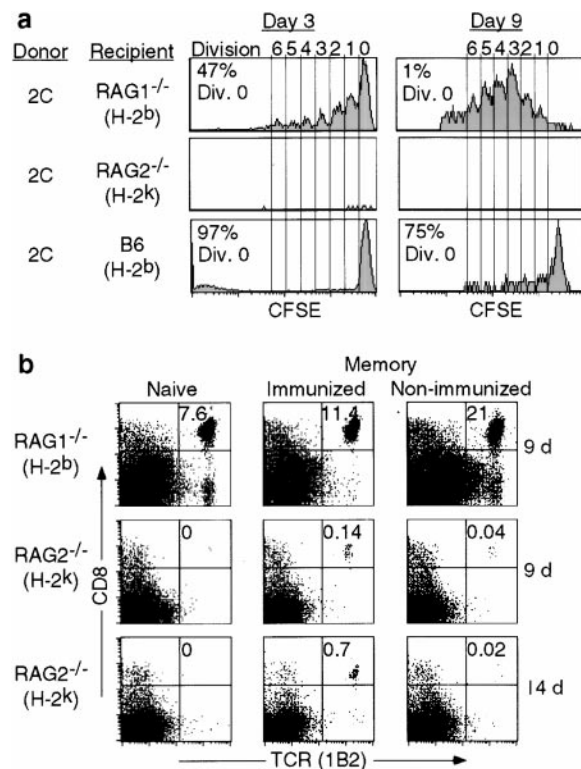 a
Day 3 Day 9
Donor Recipient Division 6 5 4 3 2 1 0 6 5 4 3 2 1 0
2C RAG1-/- (H-2b) 47% Div. 0 1% Div. 0
2C RAG2-/- (H-2k)
2C B6 (H-2b) 97% Div. 0 75% Div. 0
CFSE CFSE
b
Memory
Naive Immunized Non-immunized
RAG1-/- (H-2b) 7.6 11.4 21 9 d
RAG2-/- (H-2k) 0 0.14 0.04 9 d
CD8
RAG2-/- (H-2k) 0 0.7 0.02 14 d
TCR (1B2)